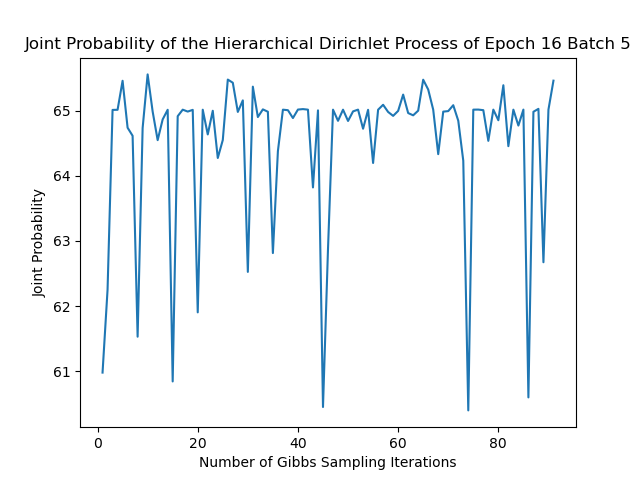 Joint Probability of the Hierarchical Dirichlet Process of Epoch 16 Batch 5
65
64
63
62
61
Joint Probability
0 20 40 60 80
Number of Gibbs Sampling Iterations